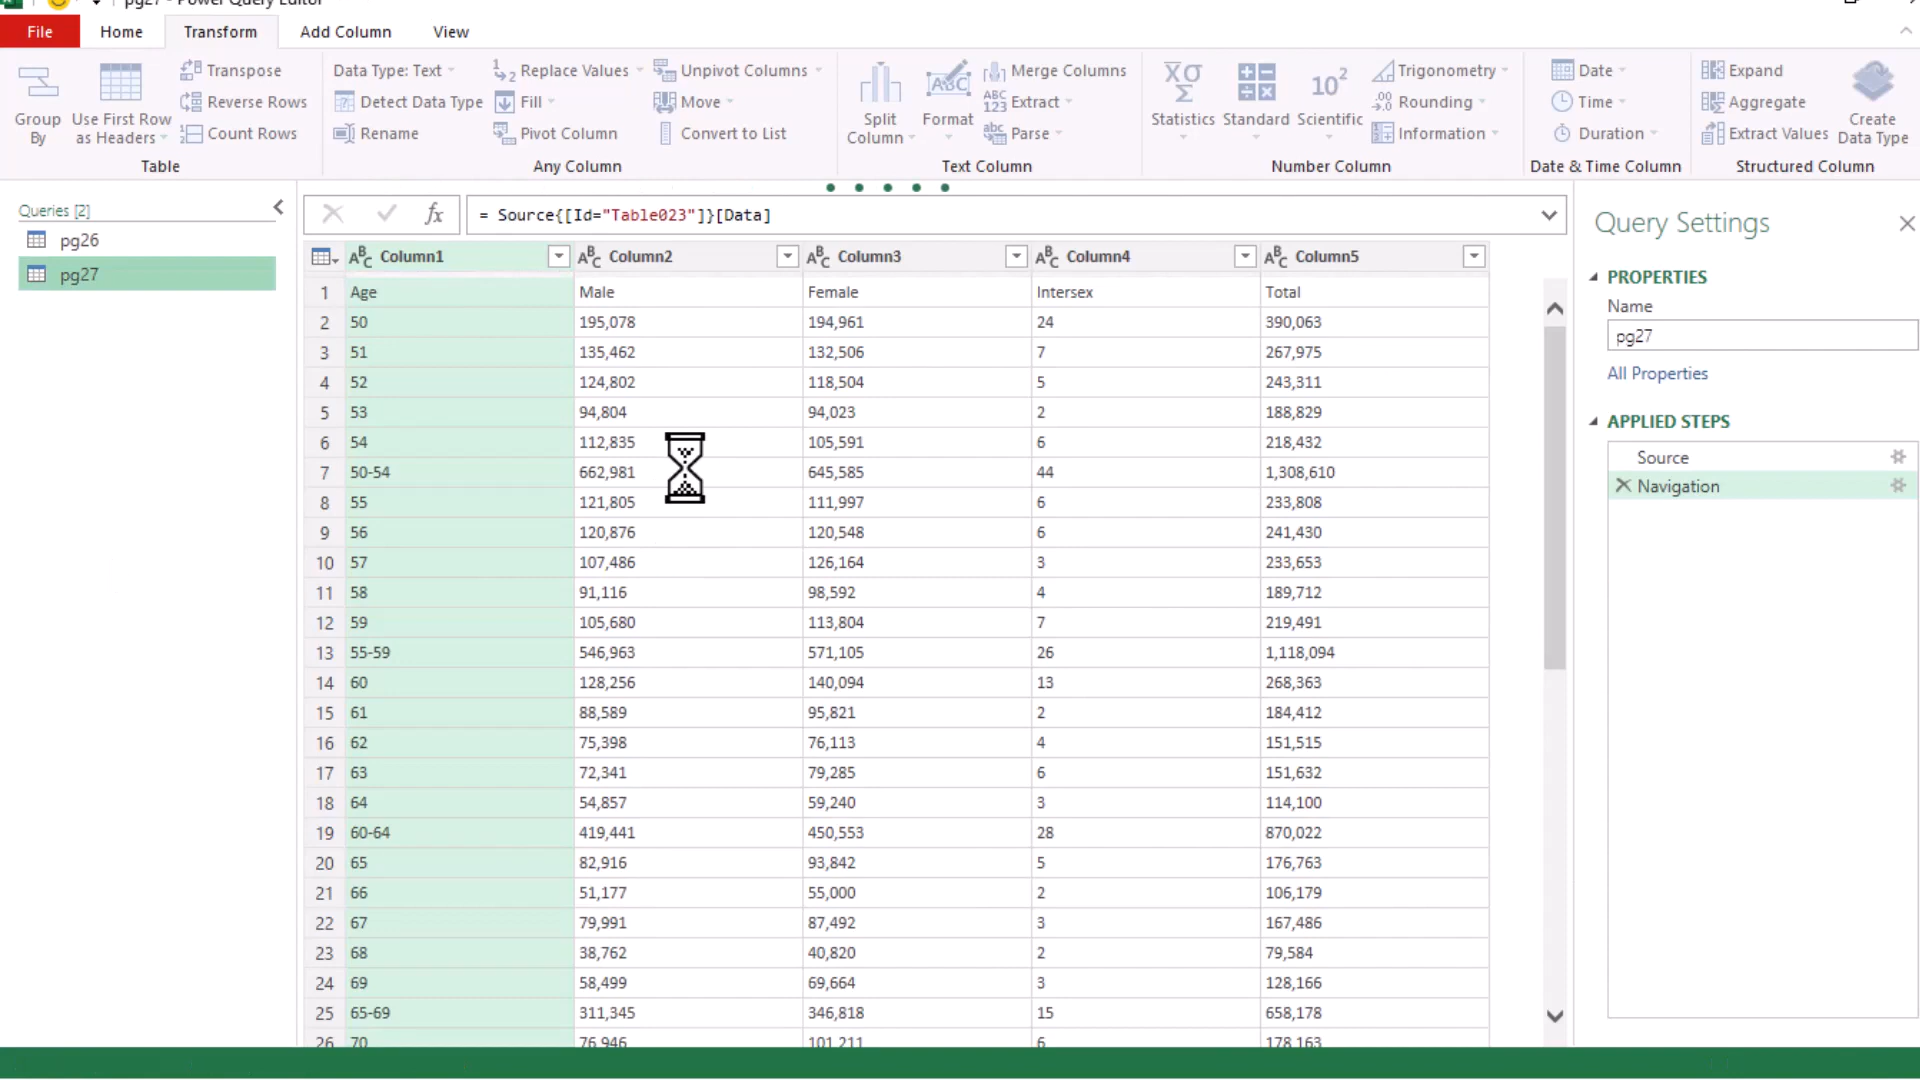 pg27 - Power Query Editor
File Home Transform Add Column View
Transpose Data Type: Text Replace Values Unpivot Columns Merge Columns Trigonometry Date Expand
Group By Use First Row as Headers Reverse Rows Detect Data Type Fill Move Split Column Format Extract Statistics Standard Scientific Rounding Time Aggregate Create Data Type
Count Rows Rename Pivot Column Convert to List Parse Information Duration Extract Values
Table Any Column Text Column Number Column Date & Time Column Structured Column
Queries [2]
pg26
pg27
fx = Source{[Id="Table023"]}[Data]
Column1 Column2 Column3 Column4 Column5
1 Age Male Female Intersex Total
2 50 195,078 194,961 24 390,063
3 51 135,462 132,506 7 267,975
4 52 124,802 118,504 5 243,311
5 53 94,804 94,023 2 188,829
6 54 112,835 105,591 6 218,432
7 50-54 662,981 645,585 44 1,308,610
8 55 121,805 111,997 6 233,808
9 56 120,876 120,548 6 241,430
10 57 107,486 126,164 3 233,653
11 58 91,116 98,592 4 189,712
12 59 105,680 113,804 7 219,491
13 55-59 546,963 571,105 26 1,118,094
14 60 128,256 140,094 13 268,363
15 61 88,589 95,821 2 184,412
16 62 75,398 76,113 4 151,515
17 63 72,341 79,285 6 151,632
18 64 54,857 59,240 3 114,100
19 60-64 419,441 450,553 28 870,022
20 65 82,916 93,842 5 176,763
21 66 51,177 55,000 2 106,179
22 67 79,991 87,492 3 167,486
23 68 38,762 40,820 2 79,584
24 69 58,499 69,664 3 128,166
25 65-69 311,345 346,818 15 658,178
26 70 76,946 101,211 6 178,163
Query Settings
PROPERTIES
Name
pg27
All Properties
APPLIED STEPS
Source
Navigation